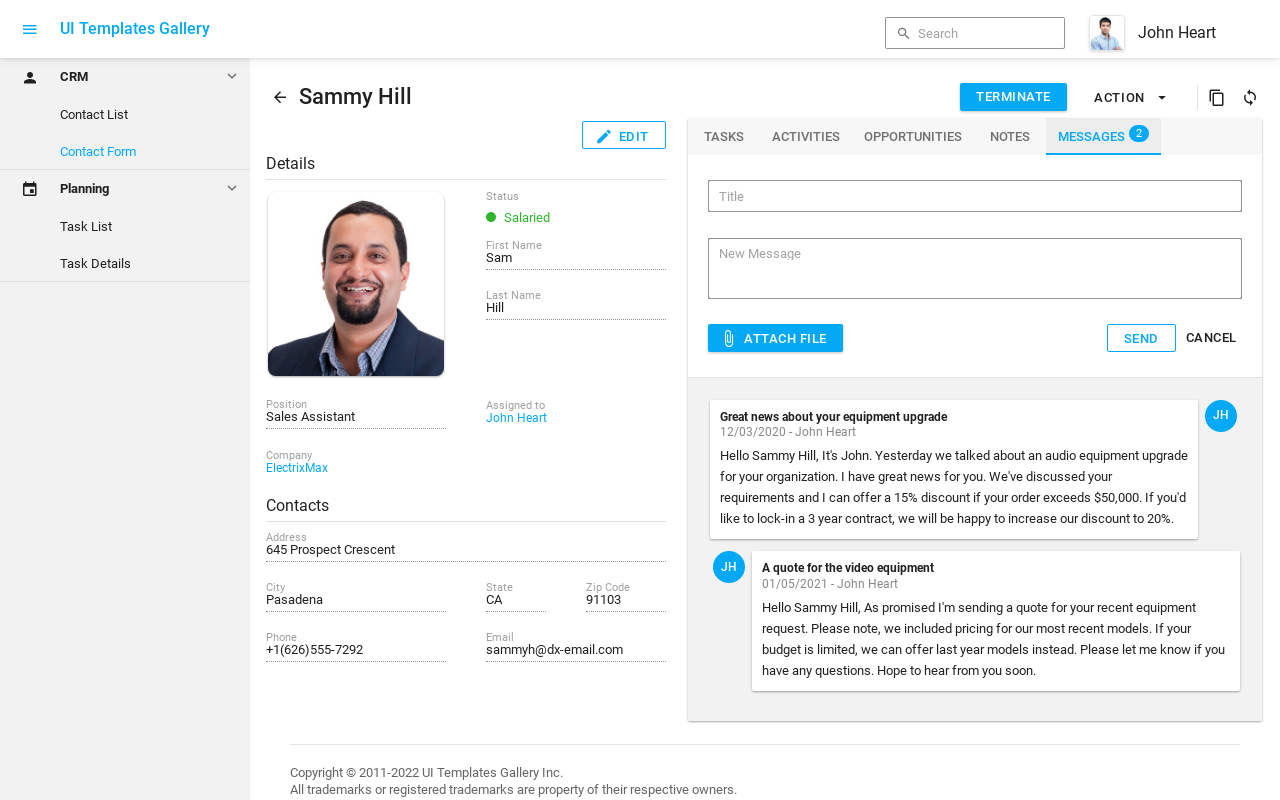 UI Templates Gallery
Search
John Heart
CRM
Contact List
Contact Form
Planning
Task List
Task Details
Sammy Hill
TERMINATE
ACTION
EDIT
Details
Status
Salaried
First Name
Sam
Last Name
Hill
Position
Sales Assistant
Assigned to
John Heart
Company
ElectrixMax
Contacts
Address
645 Prospect Crescent
City
Pasadena
State
CA
Zip Code
91103
Phone
+1(626)555-7292
Email
sammyh@dx-email.com
TASKS
ACTIVITIES
OPPORTUNITIES
NOTES
MESSAGES 2
Title
New Message
ATTACH FILE
SEND
CANCEL
Great news about your equipment upgrade
12/03/2020 - John Heart
Hello Sammy Hill, It's John. Yesterday we talked about an audio equipment upgrade
for your organization. I have great news for you. We've discussed your
requirements and I can offer a 15% discount if your order exceeds $50,000. If you'd
like to lock-in a 3 year contract, we will be happy to increase our discount to 20%.
JH
JH
A quote for the video equipment
01/05/2021 - John Heart
Hello Sammy Hill, As promised I'm sending a quote for your recent equipment
request. Please note, we included pricing for our most recent models. If your
budget is limited, we can offer last year models instead. Please let me know if you
have any questions. Hope to hear from you soon.
Copyright © 2011-2022 UI Templates Gallery Inc.
All trademarks or registered trademarks are property of their respective owners.